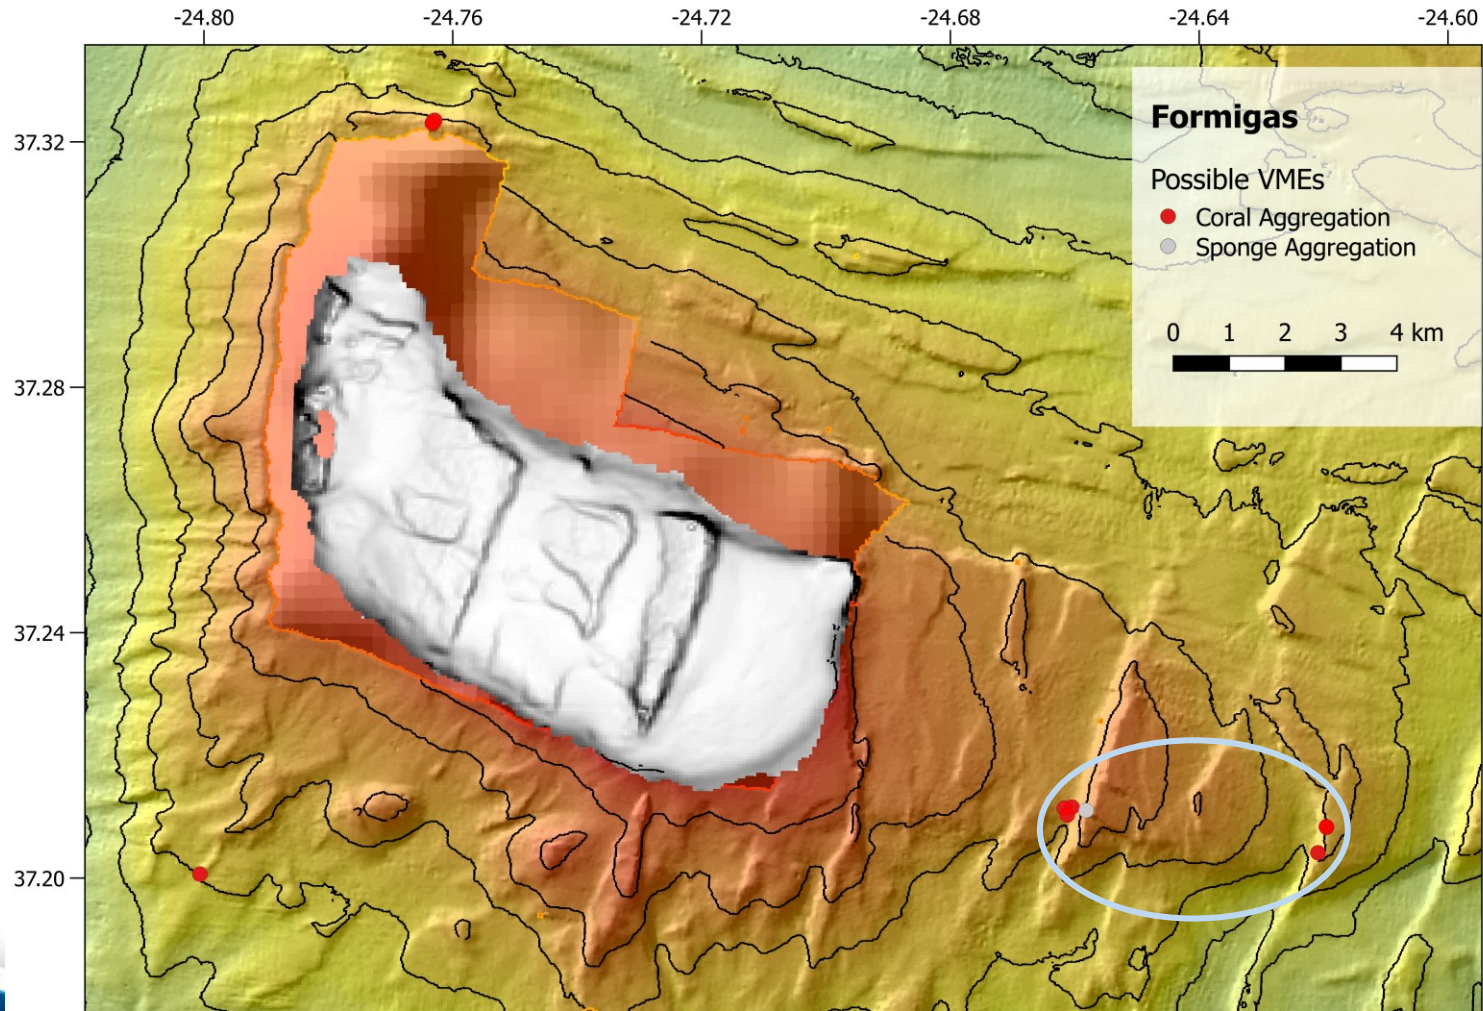 -24.80 -24.76 -24.72 -24.68 -24.64 -24.60
37.32
37.28
37.24
37.20
Formigas
Possible VMEs
Coral Aggregation
Sponge Aggregation
0 1 2 3 4 km